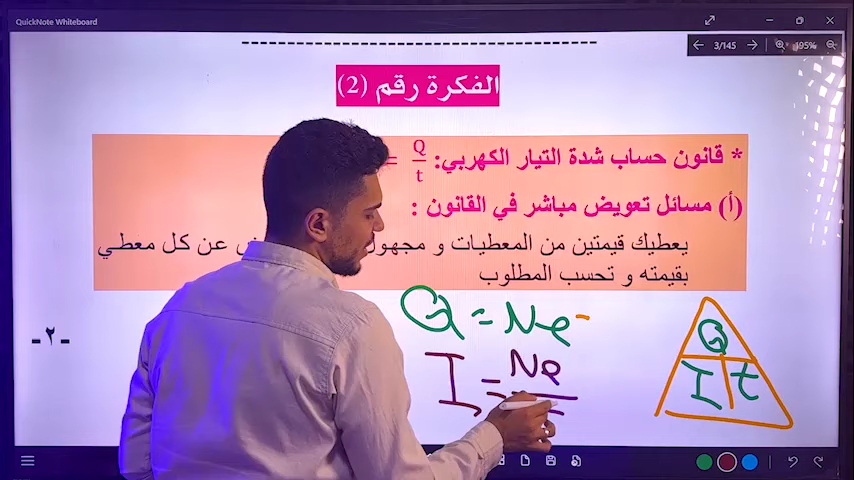 QuickNote Whiteboard
3/145
195%
الفكرة رقم (2)
* قانون حساب شدة التيار الكهربي: = Q/t
(أ) مسائل تعويض مباشر في القانون :
يعطيك قيمتين من المعطيات و عن كل معطي
بقيمته و تحسب المطلوب
Q = Ne-
I = Ne
Q
I t
-٢-